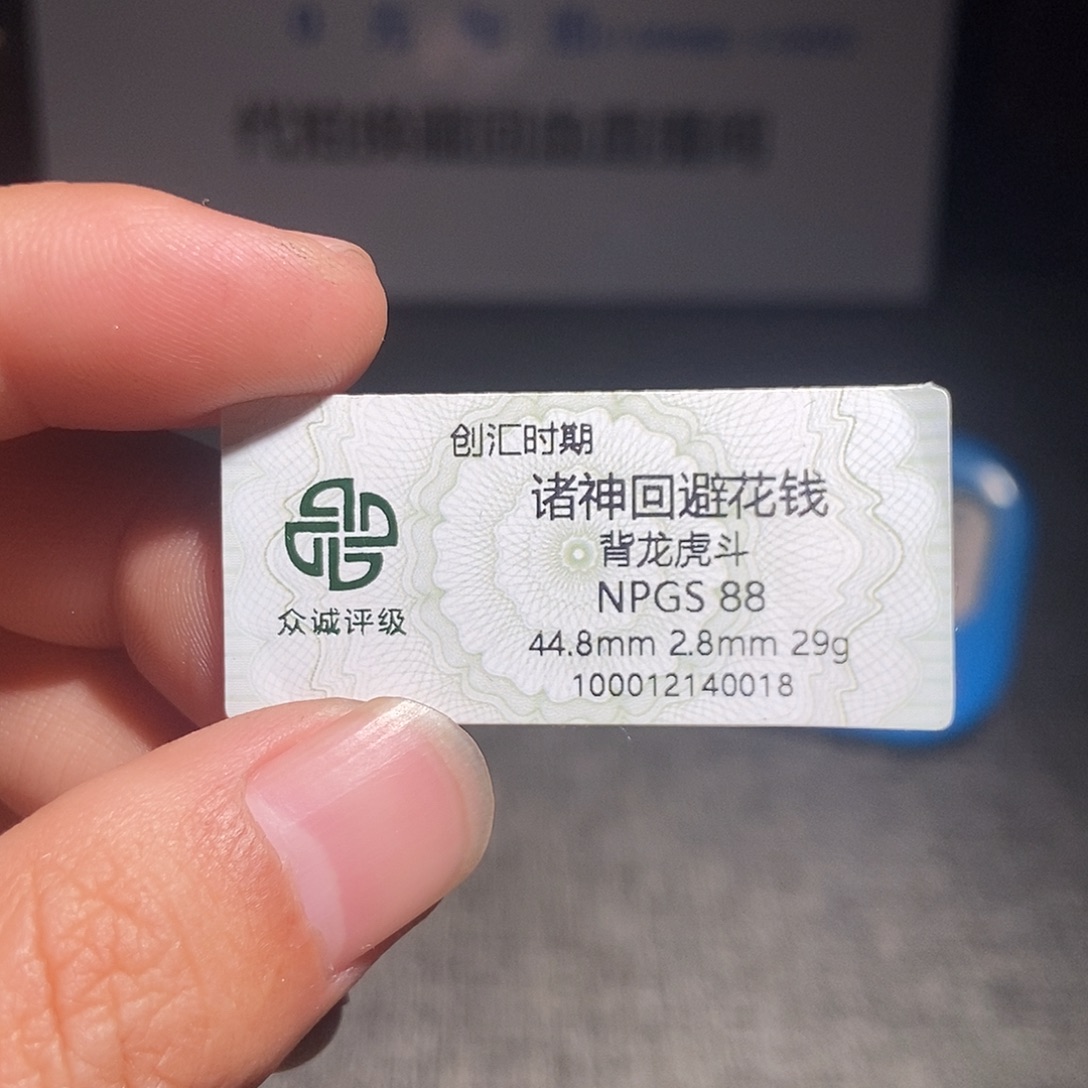 创汇时期
诸神回避花钱
背龙虎斗
NPGS 88
44.8mm 2.8mm 29g
100012140018
众诚评级